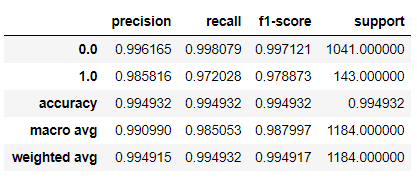 precision recall f1-score support
0.0 0.996165 0.998079 0.997121 1041.000000
1.0 0.985816 0.972028 0.978873 143.000000
accuracy 0.994932 0.994932 0.994932 0.994932
macro avg 0.990990 0.985053 0.987997 1184.000000
weighted avg 0.994915 0.994932 0.994917 1184.000000